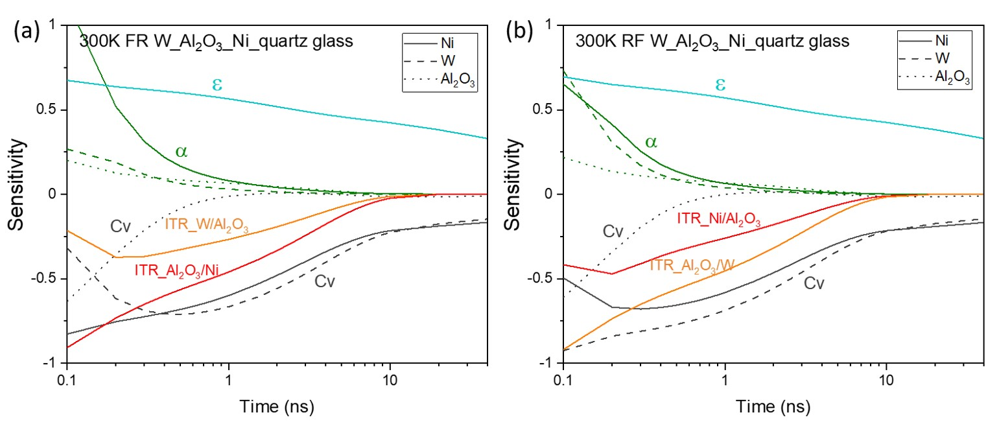 (a)
300K FR W_Al₂O₃_Ni_quartz glass
Ni
W
Al₂O₃
ε
α
Cv
ITR_W/Al₂O₃
ITR_Al₂O₃/Ni
Cv
1
0.5
0
-0.5
-1
Sensitivity
0.1
1
10
Time (ns)
(b)
300K RF W_Al₂O₃_Ni_quartz glass
Ni
W
Al₂O₃
ε
α
Cv
ITR_Ni/Al₂O₃
ITR_Al₂O₃/W
Cv
1
0.5
0
-0.5
-1
Sensitivity
0.1
1
10
Time (ns)